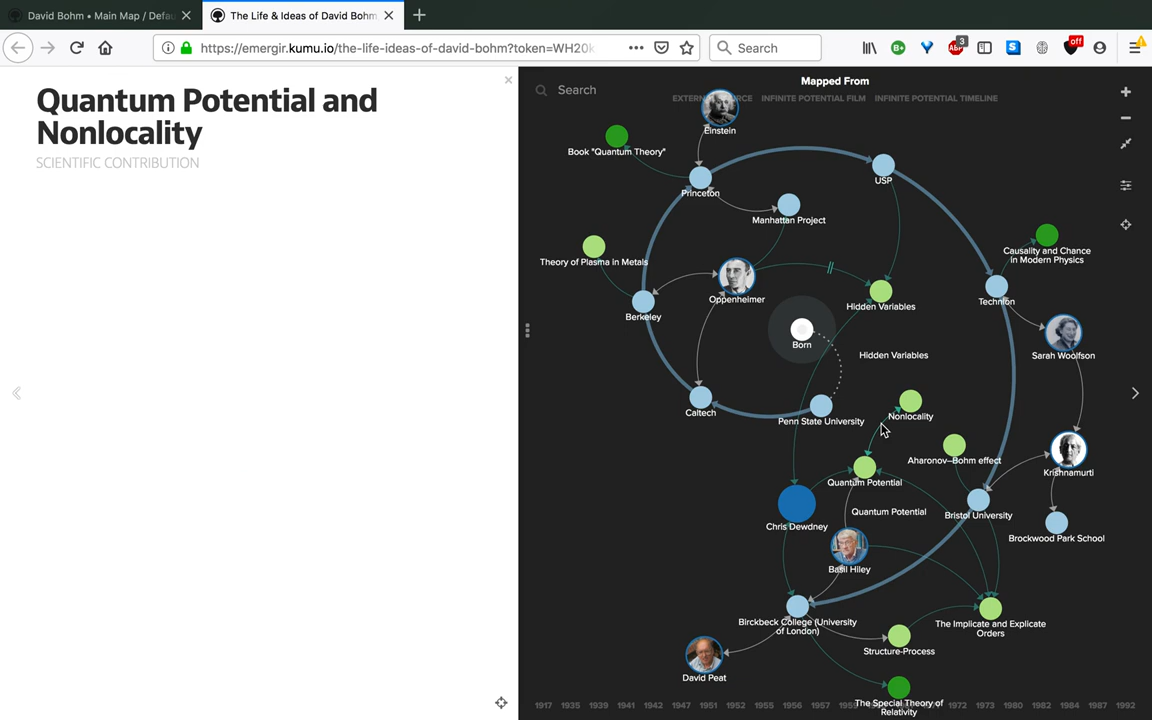 David Bohm • Main Map / Defau
The Life & Ideas of David Bohm
https://emergir.kumu.io/the-life-ideas-of-david-bohm?token=WH20k
Search
3
off
Quantum Potential and
Nonlocality
SCIENTIFIC CONTRIBUTION
Search
Mapped From
INFINITE POTENTIAL FILM
INFINITE POTENTIAL TIMELINE
Einstein
Book "Quantum Theory"
Princeton
USP
Manhattan Project
Theory of Plasma in Metals
Causality and Chance
in Modern Physics
Oppenheimer
Hidden Variables
Technion
Berkeley
Born
Sarah Woolfson
Hidden Variables
Caltech
Penn State University
Nonlocality
Aharonov–Bohm effect
Krishnamurti
Quantum Potential
Quantum Potential
Bristol University
Chris Dewdney
Brockwood Park School
Basil Hiley
Birckbeck College (University
of London)
The Implicate and Explicate
Orders
Structure-Process
David Peat
The Special Theory of
Relativity
1917 1935 1939 1941 1942 1947 1951 1952 1955 1956 1957 1972 1973 1980 1982 1984 1987 1992